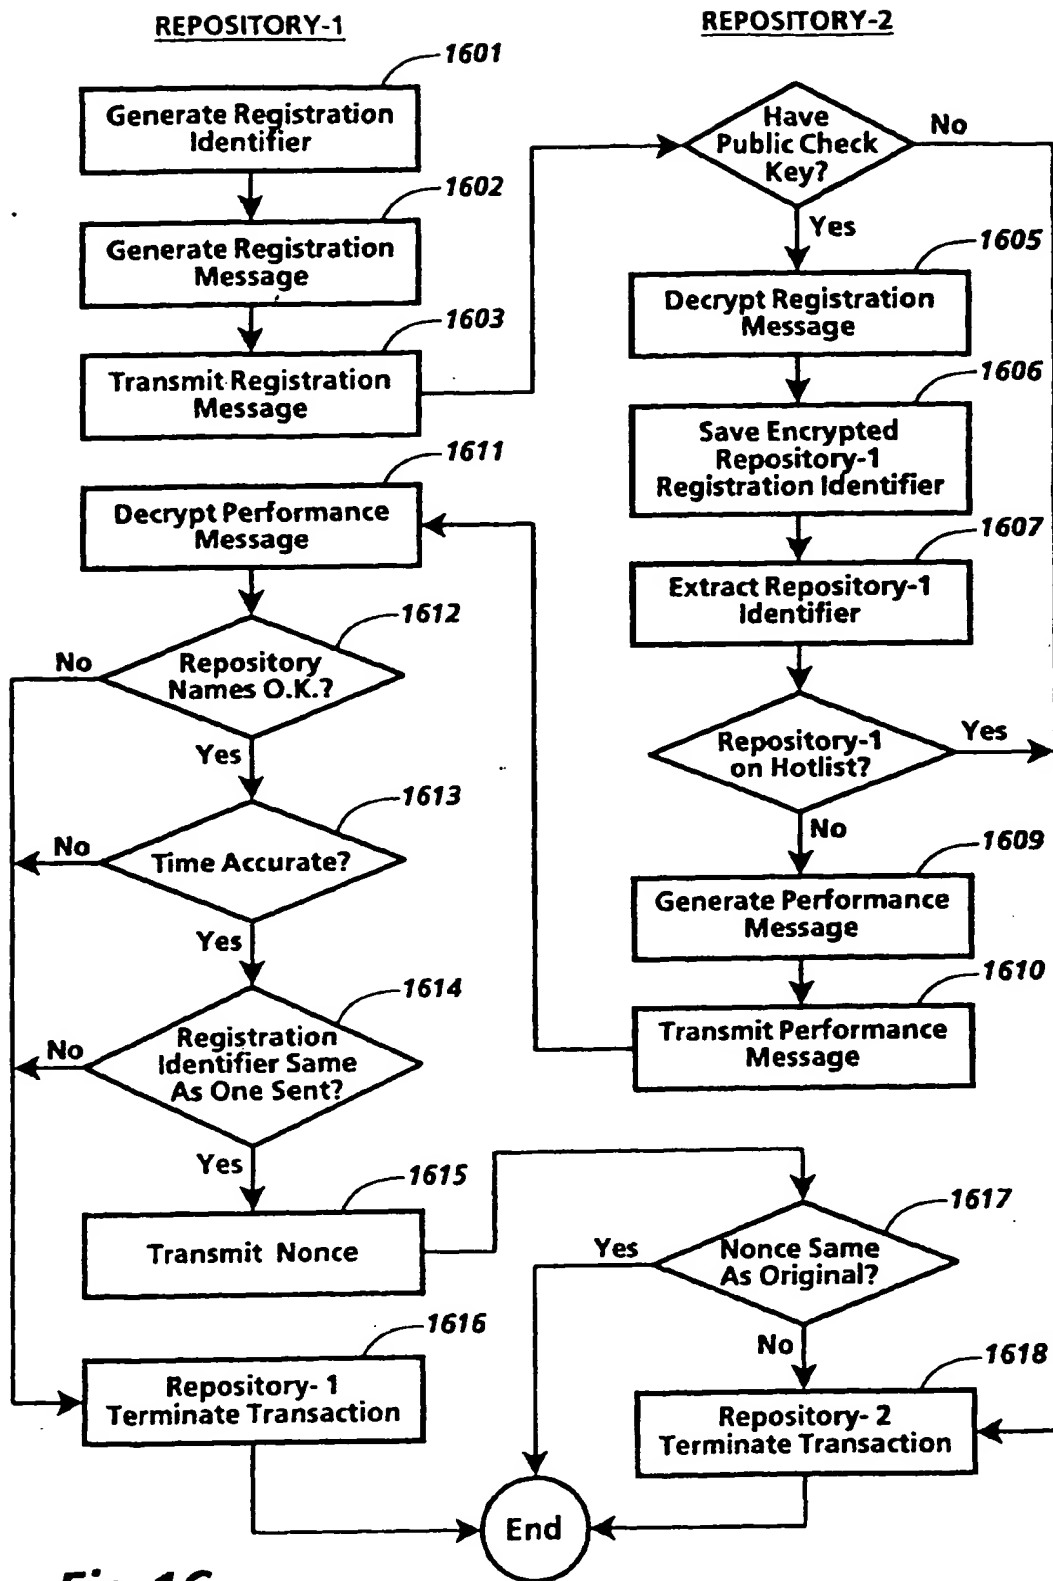 REPOSITORY-1
1601
Generate Registration
Identifier
1602
Generate Registration
Message
1603
Transmit Registration
Message
1611
Decrypt Performance
Message
1612
Repository
Names O.K.?
No
Yes
1613
Time Accurate?
No
Yes
1614
Registration
Identifier Same
As One Sent?
No
Yes
1615
Transmit Nonce
1616
Repository- 1
Terminate Transaction
REPOSITORY-2
Have
Public Check
Key?
No
Yes
1605
Decrypt Registration
Message
1606
Save Encrypted
Repository-1
Registration Identifier
1607
Extract Repository-1
Identifier
Repository-1
on Hotlist?
Yes
No
1609
Generate Performance
Message
1610
Transmit Performance
Message
1617
Nonce Same
As Original?
Yes
No
1618
Repository- 2
Terminate Transaction
End